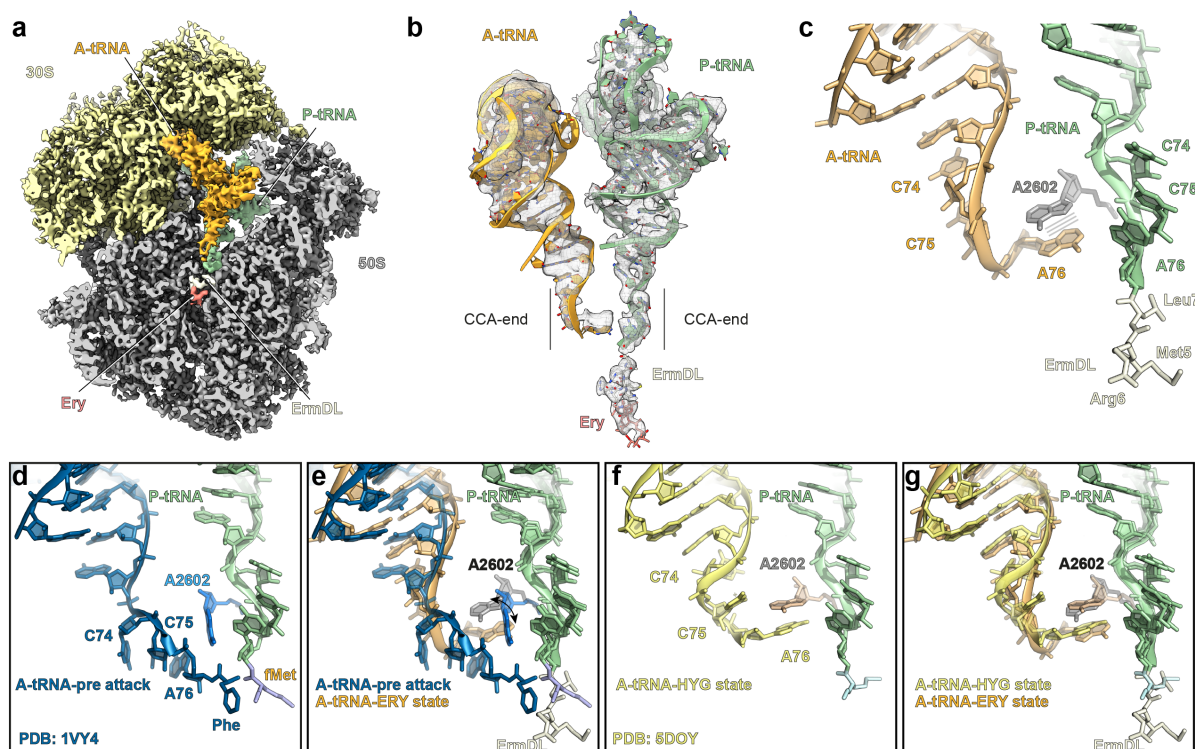 a
A-tRNA
30S
P-tRNA
50S
Ery
ErmDL
b
A-tRNA
P-tRNA
CCA-end
CCA-end
ErmDL
Ery
c
A-tRNA
P-tRNA
C74
C74
A2602
C75
C75
A76
A76
Met5
ErmDL
Arg6
d
P-tRNA
A2602
C75
C74
A76
fMet
A-tRNA-pre attack
Phe
PDB: 1VY4
e
P-tRNA
A2602
A-tRNA-pre attack
A-tRNA-ERY state
ErmDL
f
P-tRNA
A2602
C74
C75
A76
A-tRNA-HYG state
PDB: 5DOY
g
P-tRNA
A2602
A-tRNA-HYG state
A-tRNA-ERY state
ErmDL